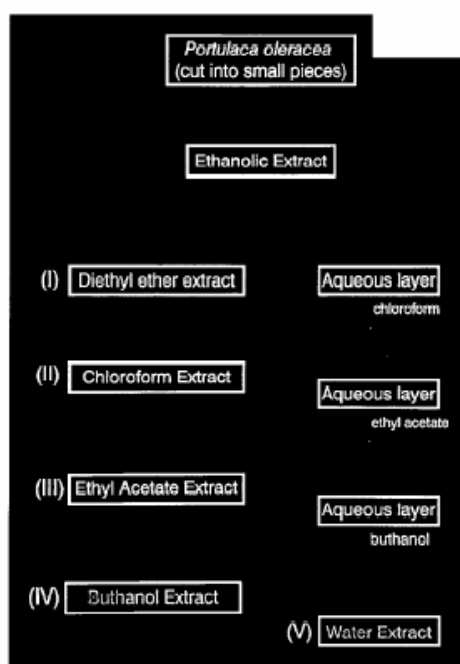 Portulaca oleracea
(cut into small pieces)
Ethanolic Extract
(I) Diethyl ether extract
Aqueous layer
chloroform
(II) Chloroform Extract
Aqueous layer
ethyl acetate
(III) Ethyl Acetate Extract
Aqueous layer
buthanol
(IV) Buthanol Extract
(V) Water Extract